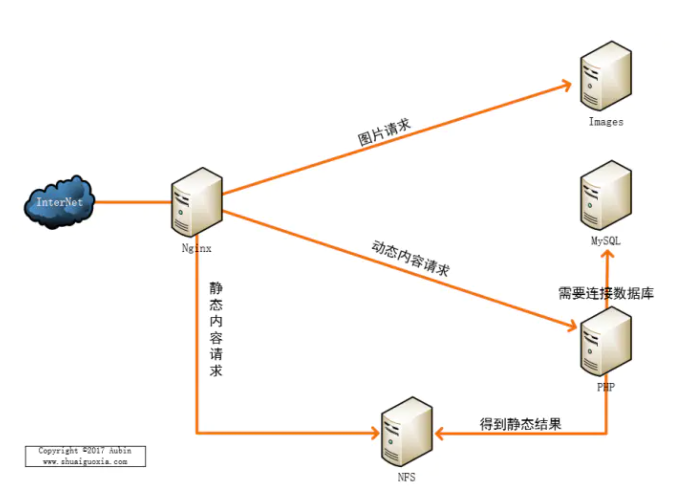 Images
图片请求
InterNet
Nginx
MySQL
动态内容请求
静态内容请求
需要连接数据库
PHP
得到静态结果
NFS
Copyright ©2017 Aubin
www.shuaiguoxia.com